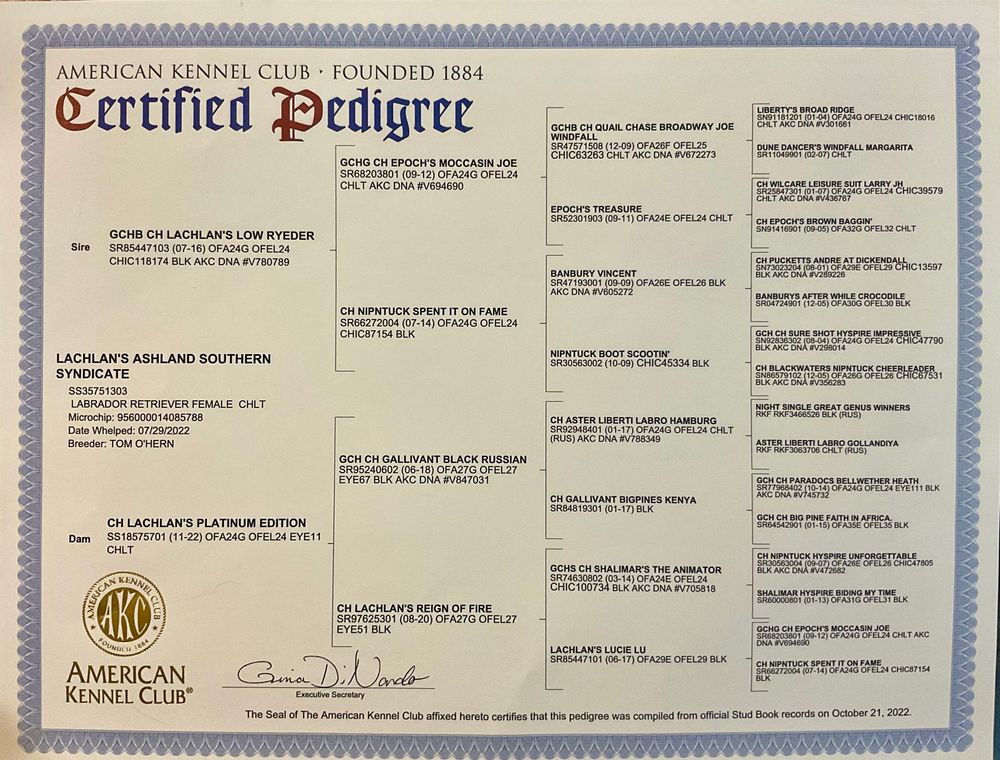 AMERICAN KENNEL CLUB · FOUNDED 1884
Certified Pedigree
Sire
GCHB CH LACHLAN'S LOW RYEDER
SR85447103 (07-16) OFA24G OFEL24
CHIC118174 BLK AKC DNA #V780789
LACHLAN'S ASHLAND SOUTHERN
SYNDICATE
SS35751303
LABRADOR RETRIEVER FEMALE CHLT
Microchip: 956000014085788
Date Whelped: 07/29/2022
Breeder: TOM O'HERN
Dam
CH LACHLAN'S PLATINUM EDITION
SS18575701 (11-22) OFA24G OFEL24 EYE11
CHLT
GCHG CH EPOCH'S MOCCASIN JOE
SR68203801 (09-12) OFA24G OFEL24
CHLT AKC DNA #V694690
CH NIPNTUCK SPENT IT ON FAME
SR66272004 (07-14) OFA24G OFEL24
CHIC87154 BLK
GCH CH GALLIVANT BLACK RUSSIAN
SR95240602 (06-18) OFA27G OFEL27
EYE67 BLK AKC DNA #V847031
CH LACHLAN'S REIGN OF FIRE
SR97625301 (08-20) OFA27G OFEL27
EYE51 BLK
GCHB CH QUAIL CHASE BROADWAY JOE
WINDFALL
SR47571508 (12-09) OFA26F OFEL25
CHIC63263 CHLT AKC DNA #V672273
EPOCH'S TREASURE
SR52301903 (09-11) OFA24E OFEL24 CHLT
BANBURY VINCENT
SR47193001 (09-09) OFA26E OFEL26 BLK
AKC DNA #V605272
NIPNTUCK BOOT SCOOTIN'
SR30563002 (10-09) CHIC45334 BLK
CH ASTER LIBERTI LABRO HAMBURG
SR92948401 (01-17) OFA24G OFEL24 CHLT
(RUS) AKC DNA #V788349
CH GALLIVANT BIGPINES KENYA
SR84819301 (01-17) BLK
GCHS CH SHALIMAR'S THE ANIMATOR
SR74630802 (03-14) OFA24E OFEL24
CHIC100734 BLK AKC DNA #V705818
LACHLAN'S LUCIE LU
SR85447101 (06-17) OFA29E OFEL29 BLK
LIBERTY'S BROAD RIDGE
SN91181201 (01-04) OFA24G OFEL24 CHIC18016
CHLT AKC DNA #V301661
DUNE DANCER'S WINDFALL MARGARITA
SR11049901 (02-07) CHLT
CH WILCARE LEISURE SUIT LARRY JH
SR25847301 (01-07) OFA24G OFEL24 CHIC39579
CHLT AKC DNA #V436767
CH EPOCH'S BROWN BAGGIN'
SN91416901 (09-05) OFA32G OFEL32 CHLT
CH PUCKETTS ANDRE AT DICKENDALL
SN73023204 (08-01) OFA29E OFEL29 CHIC13597
BLK AKC DNA #V289226
BANBURYS AFTER WHILE CROCODILE
SR04724901 (12-05) OFA30G OFEL30 BLK
GCH CH SURE SHOT HYSPIRE IMPRESSIVE
SN92836302 (08-04) OFA24G OFEL24 CHIC47790
BLK AKC DNA #V298014
CH BLACKWATERS NIPNTUCK CHEERLEADER
SN86579102 (12-05) OFA26G OFEL26 CHIC67531
BLK AKC DNA #V356283
NIGHT SINGLE GREAT GENUS WINNERS
RKF RKF3466526 BLK (RUS)
ASTER LIBERTI LABRO GOLLANDIYA
RKF RKF3063706 CHLT (RUS)
GCH CH PARADOCS BELLWETHER HEATH
SR77968402 (10-14) OFA24G OFEL24 EYE111 BLK
AKC DNA #V745732
GCH CH BIG PINE FAITH IN AFRICA.
SR64542901 (01-15) OFA35E OFEL35 BLK
CH NIPNTUCK HYSPIRE UNFORGETTABLE
SR30563004 (09-07) OFA26E OFEL26 CHIC47805
BLK AKC DNA #V472682
SHALIMAR HYSPIRE BIDING MY TIME
SR60000801 (01-13) OFA31G OFEL31 BLK
GCHG CH EPOCH'S MOCCASIN JOE
SR68203801 (09-12) OFA24G OFEL24 CHLT AKC
DNA #V694690
CH NIPNTUCK SPENT IT ON FAME
SR66272004 (07-14) OFA24G OFEL24 CHIC87154
BLK
AMERICAN KENNEL CLUB
AKC
FOUNDED 1884
AMERICAN
KENNEL CLUB®
Gina DiNardo
Executive Secretary
The Seal of The American Kennel Club affixed hereto certifies that this pedigree was compiled from official Stud Book records on October 21, 2022.